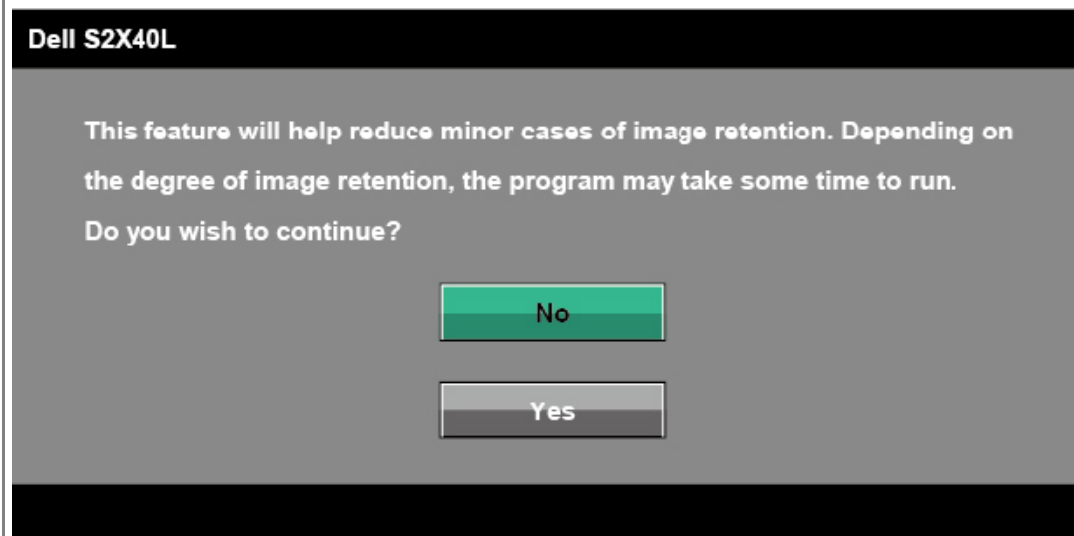 Dell S2X40L
This feature will help reduce minor cases of image retention. Depending on
the degree of image retention, the program may take some time to run.
Do you wish to continue?
No
Yes